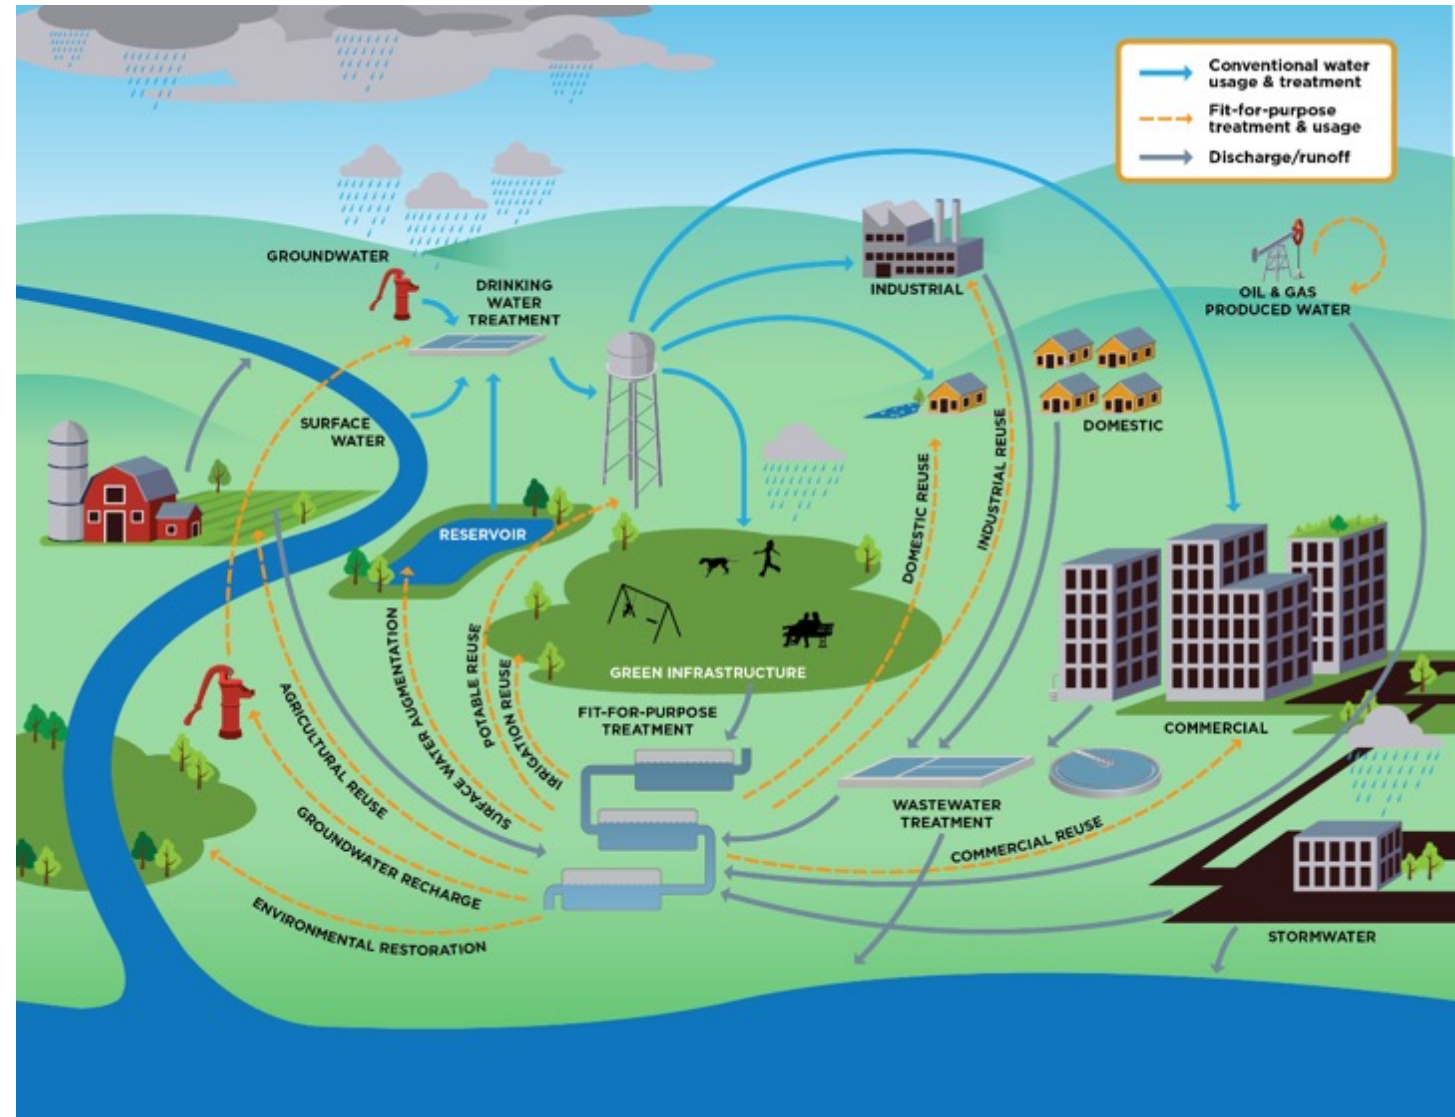 Conventional water
usage & treatment
Fit-for-purpose
treatment & usage
Discharge/runoff
GROUNDWATER
DRINKING
WATER
TREATMENT
INDUSTRIAL
OIL & GAS
PRODUCED WATER
SURFACE
WATER
DOMESTIC
RESERVOIR
DOMESTIC REUSE
INDUSTRIAL REUSE
GREEN INFRASTRUCTURE
AGRICULTURAL REUSE
SURFACE WATER AUGMENTATION
POTABLE REUSE
IRRIGATION REUSE
FIT-FOR-PURPOSE
TREATMENT
COMMERCIAL
WASTEWATER
TREATMENT
COMMERCIAL REUSE
GROUNDWATER RECHARGE
ENVIRONMENTAL RESTORATION
STORMWATER